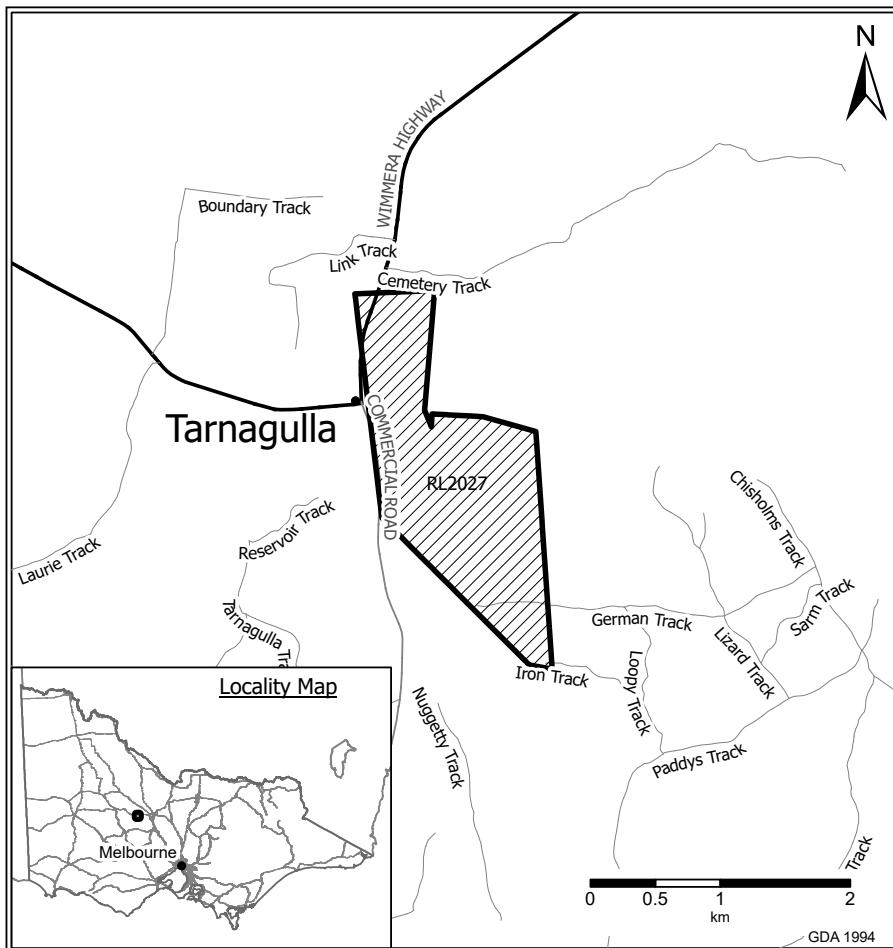 N
WIMMERA HIGHWAY
Boundary Track
Link Track
Cemetery Track
Tarnagulla
COMMERCIAL ROAD
RL2027
Chisholms Track
Reservoir Track
Laurie Track
Tarnagulla Tra
German Track
Sarm Track
Lizard Track
Loopy Track
Iron Track
Nuggetty Track
Paddys Track
Track
Locality Map
Melbourne
0 0.5 1 2
km
GDA 1994